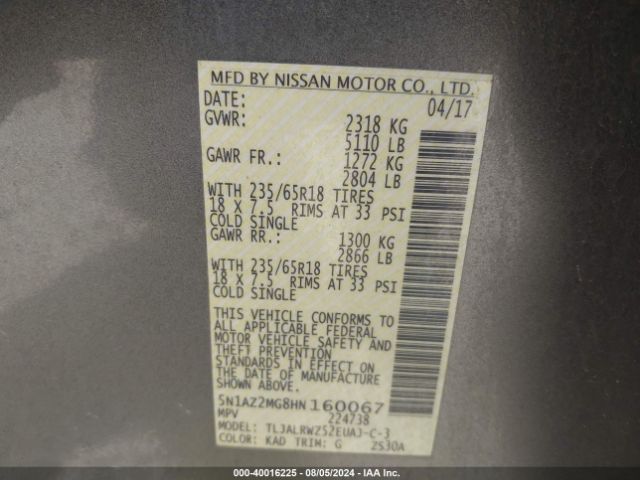 MFD BY NISSAN MOTOR CO., LTD.
DATE: 04/17
GVWR: 2318 KG
5110 LB
GAWR FR.: 1272 KG
2804 LB
WITH 235/65R18 TIRES
18 X 7.5 RIMS AT 33 PSI
COLD SINGLE
GAWR RR.: 1300 KG
2866 LB
WITH 235/65R18 TIRES
18 X 7.5 RIMS AT 33 PSI
COLD SINGLE
THIS VEHICLE CONFORMS TO
ALL APPLICABLE FEDERAL
MOTOR VEHICLE SAFETY AND
THEFT PREVENTION
STANDARDS IN EFFECT ON
THE DATE OF MANUFACTURE
SHOWN ABOVE.
5N1AZ2MG8HN160067
MPV 224738
MODEL: TLJALRWZ52EUAJ-C-3
COLOR: KAD TRIM: G 2S30A
000-40016225 - 08/05/2024 - IAA Inc.